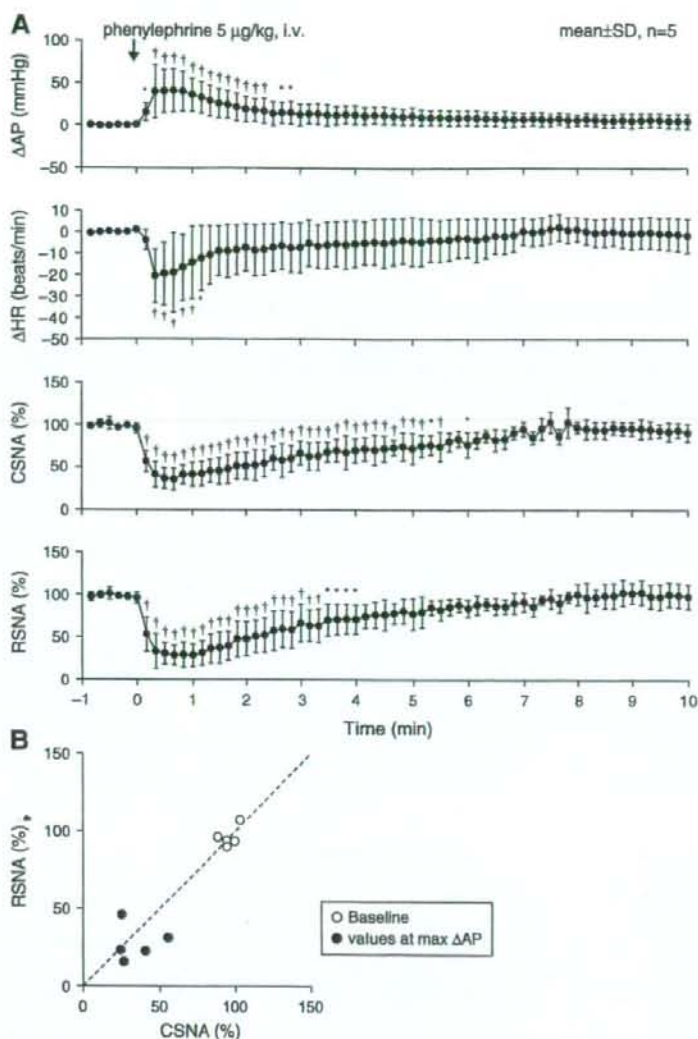 A
phenylephrine 5 µg/kg, i.v.
mean±SD, n=5
ΔAP (mmHg)
100
50
0
−50
ΔHR (beats/min)
10
0
−10
−20
−30
−40
−50
CSNA (%)
150
100
50
0
RSNA (%)
150
100
50
0
−1 0 1 2 3 4 5 6 7 8 9 10
Time (min)
B
RSNA (%)
150
100
50
0
0 50 100 150
CSNA (%)
Baseline
values at max ΔAP